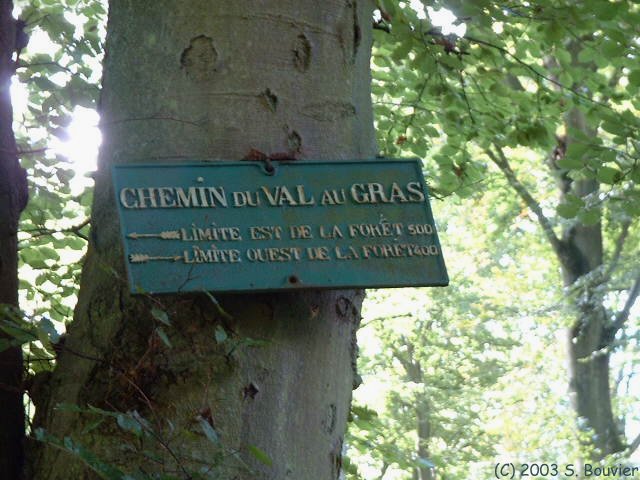 CHEMIN DU VAL AU GRAS
LIMITE EST DE LA FORÊT 500
LIMITE OUEST DE LA FORÊT 400
(C) 2003 S. Bouvier